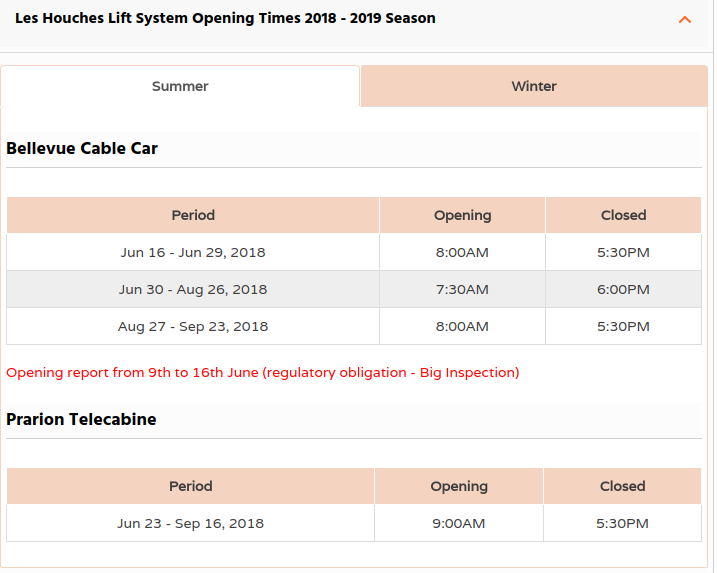 Les Houches Lift System Opening Times 2018 - 2019 Season
Summer Winter
Bellevue Cable Car
Period Opening Closed
Jun 16 - Jun 29, 2018 8:00AM 5:30PM
Jun 30 - Aug 26, 2018 7:30AM 6:00PM
Aug 27 - Sep 23, 2018 8:00AM 5:30PM
Opening report from 9th to 16th June (regulatory obligation - Big Inspection)
Prarion Telecabine
Period Opening Closed
Jun 23 - Sep 16, 2018 9:00AM 5:30PM